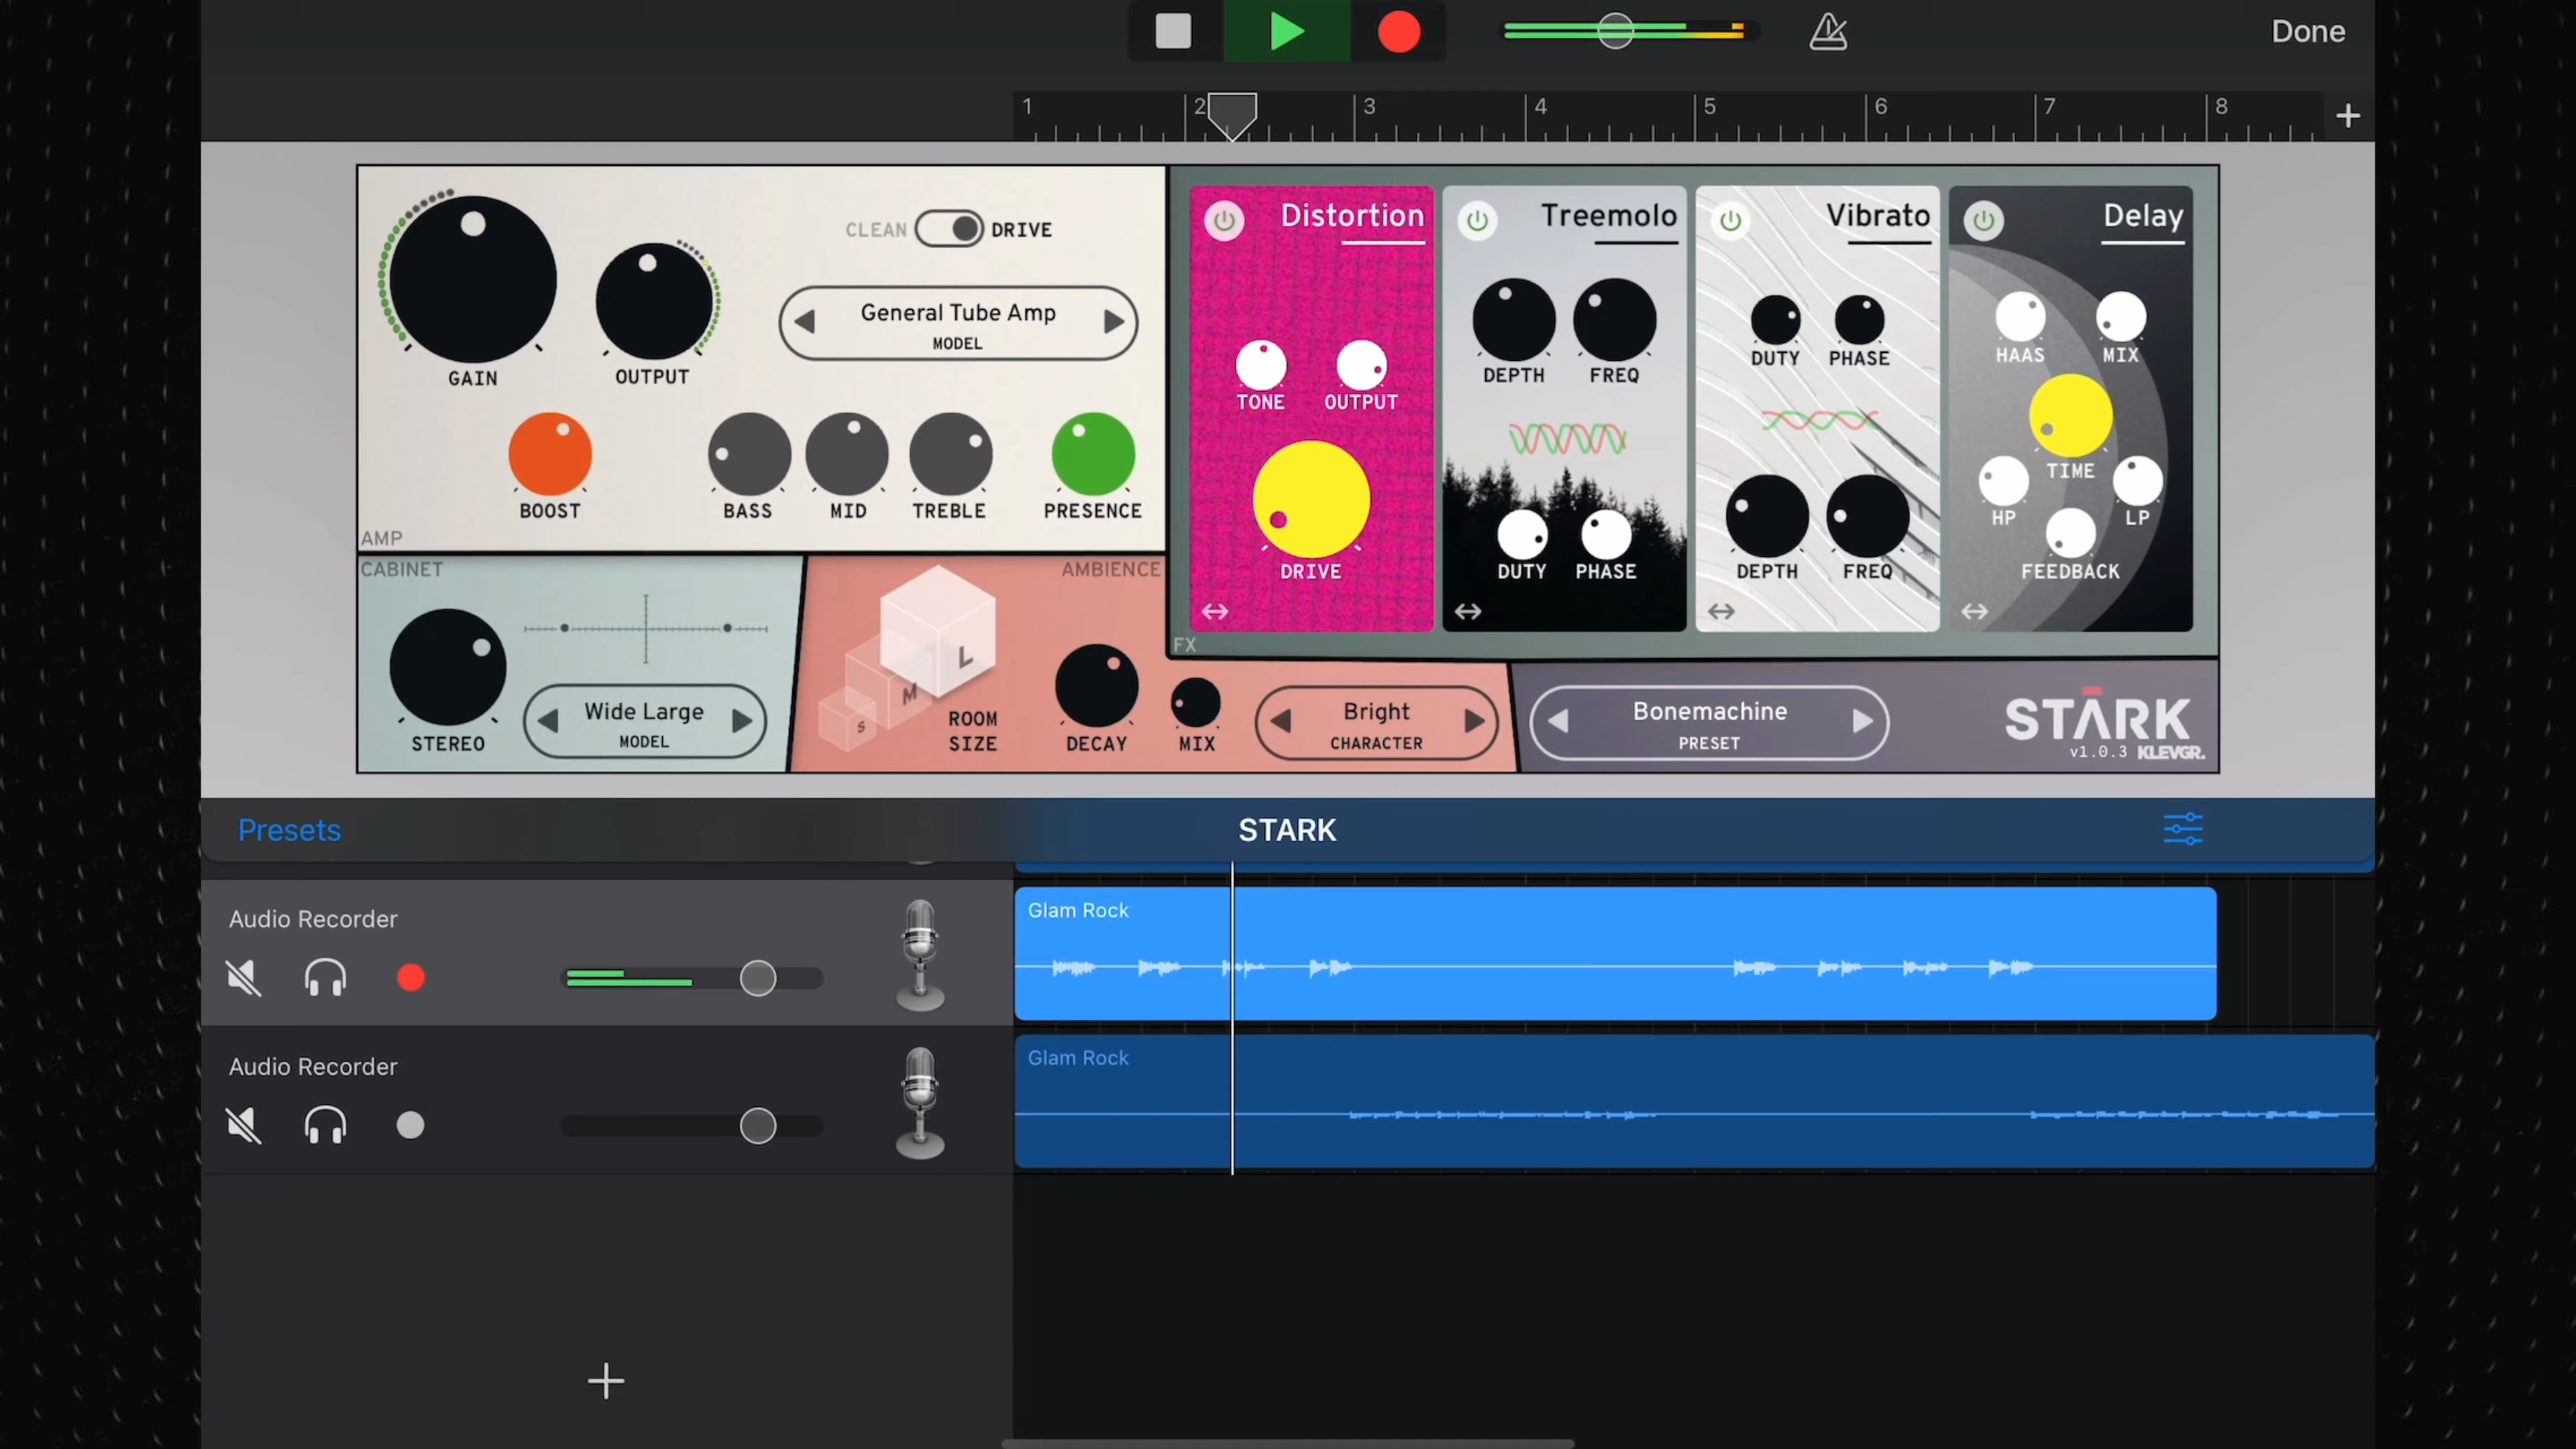 Done
1 2 3 4 5 6 7 8
GAIN
OUTPUT
CLEAN DRIVE
General Tube Amp
MODEL
BOOST
BASS MID TREBLE
PRESENCE
AMP
Distortion
TONE OUTPUT
DRIVE
Treemolo
DEPTH FREQ
DUTY PHASE
Vibrato
DUTY PHASE
DEPTH FREQ
Delay
HAAS MIX
TIME
HP LP
FEEDBACK
FX
CABINET
STEREO
Wide Large
MODEL
AMBIENCE
L
M
S
ROOM
SIZE
DECAY
MIX
Bright
CHARACTER
Bonemachine
PRESET
STARK
v1.0.3 KLEVGR.
Presets
STARK
Audio Recorder
Glam Rock
Audio Recorder
Glam Rock